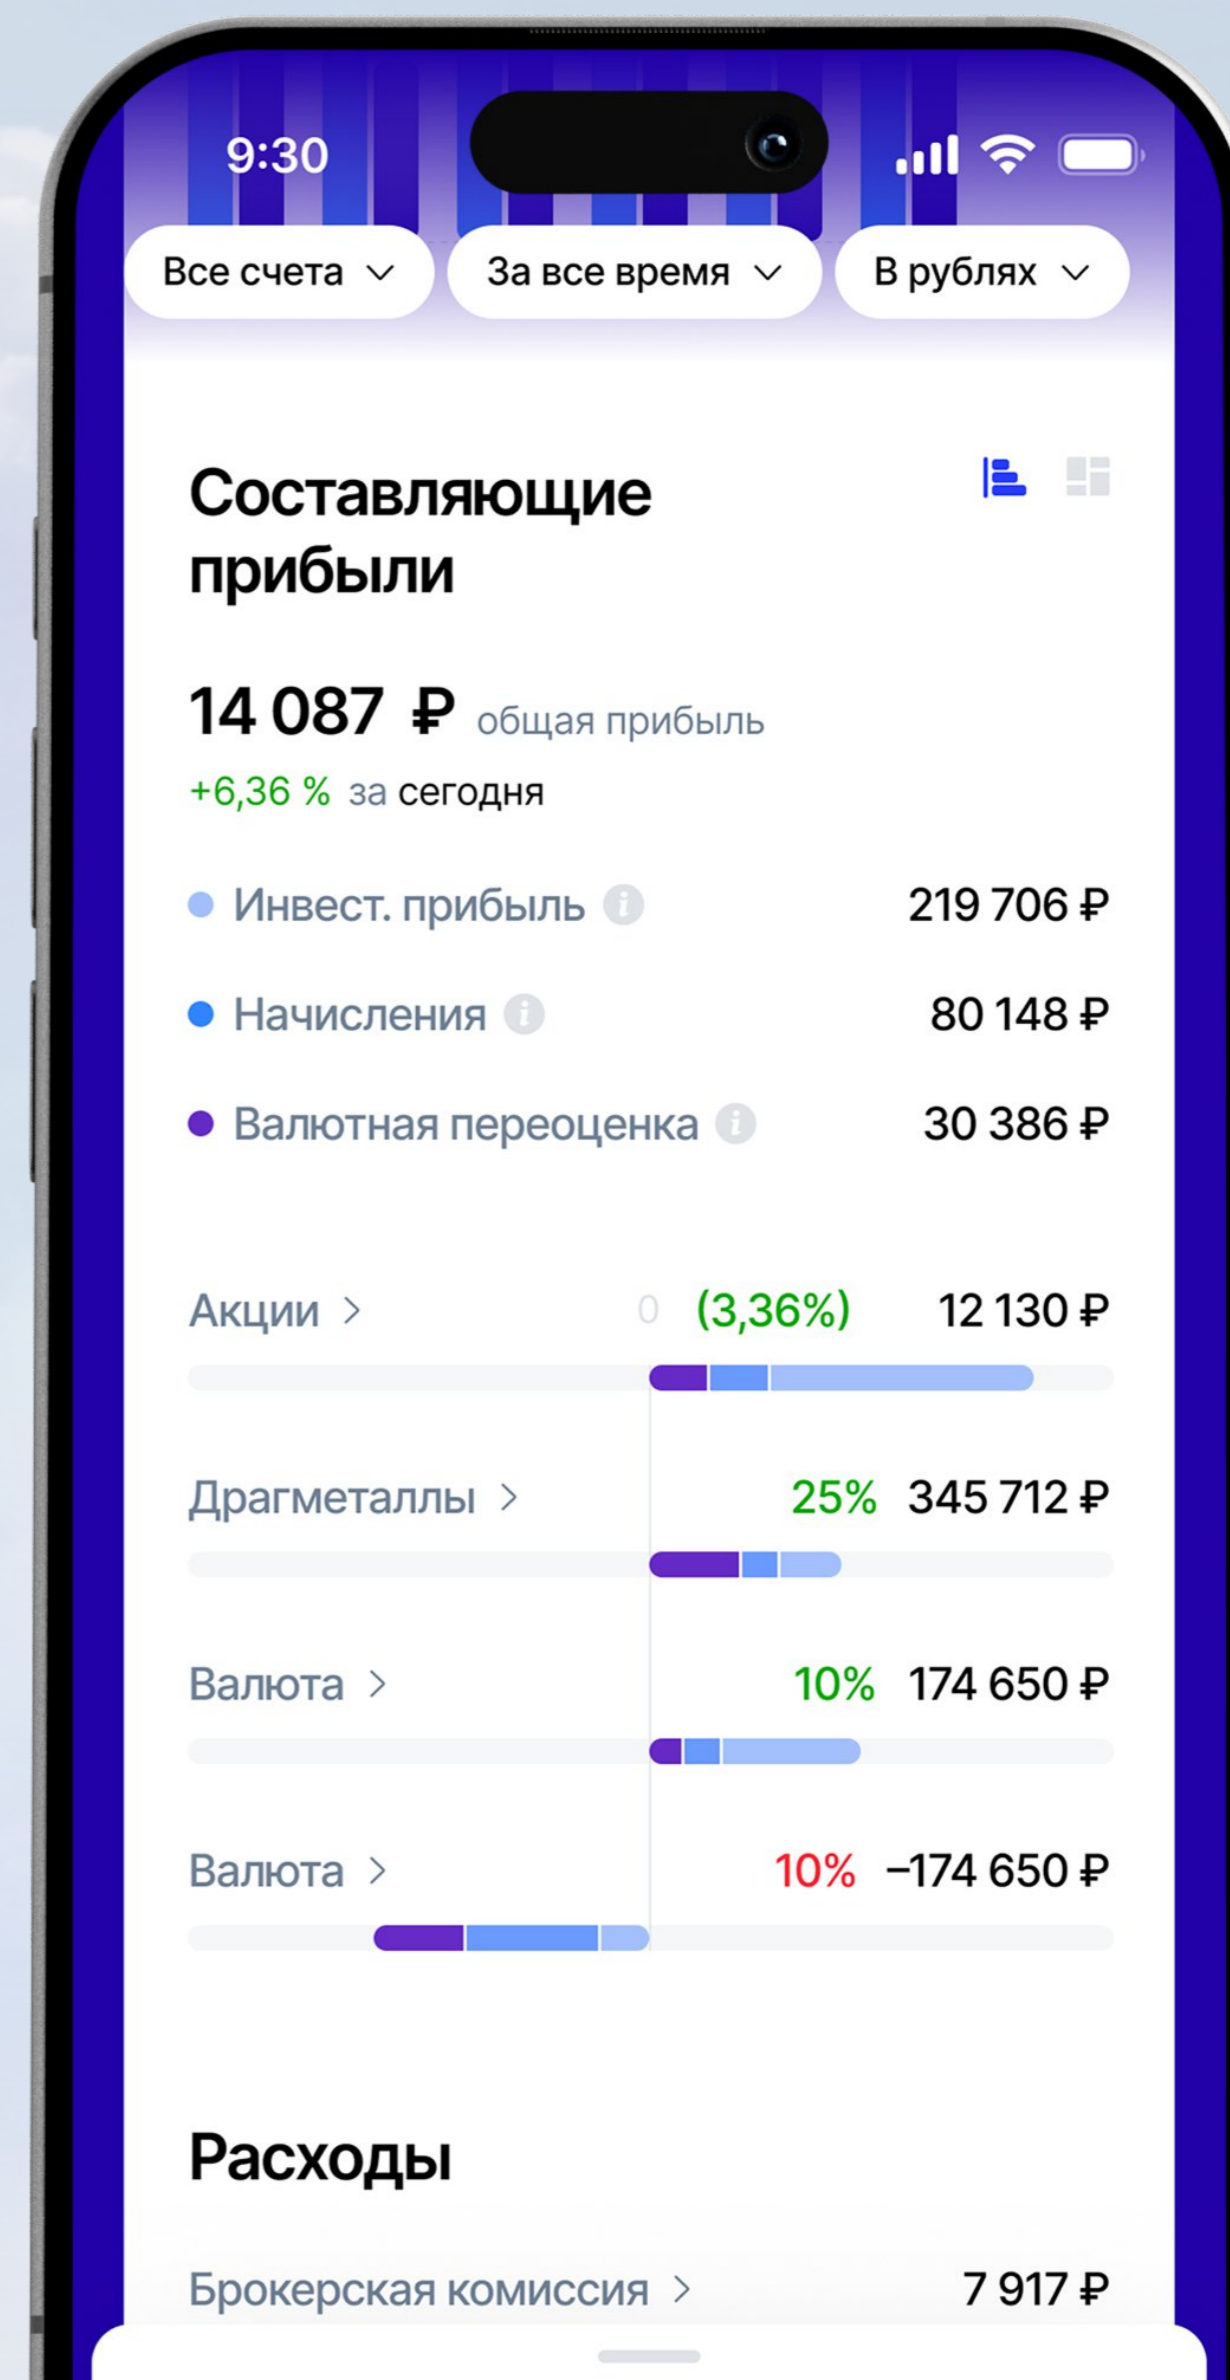 9:30
Все счета
За все время
В рублях
Составляющие
прибыли
14 087 ₽ общая прибыль
+6,36 % за сегодня
Инвест. прибыль 219 706 ₽
Начисления 80 148 ₽
Валютная переоценка 30 386 ₽
Акции 0 (3,36%) 12 130 ₽
Драгметаллы 25% 345 712 ₽
Валюта 10% 174 650 ₽
Валюта 10% –174 650 ₽
Расходы
Брокерская комиссия 7 917 ₽